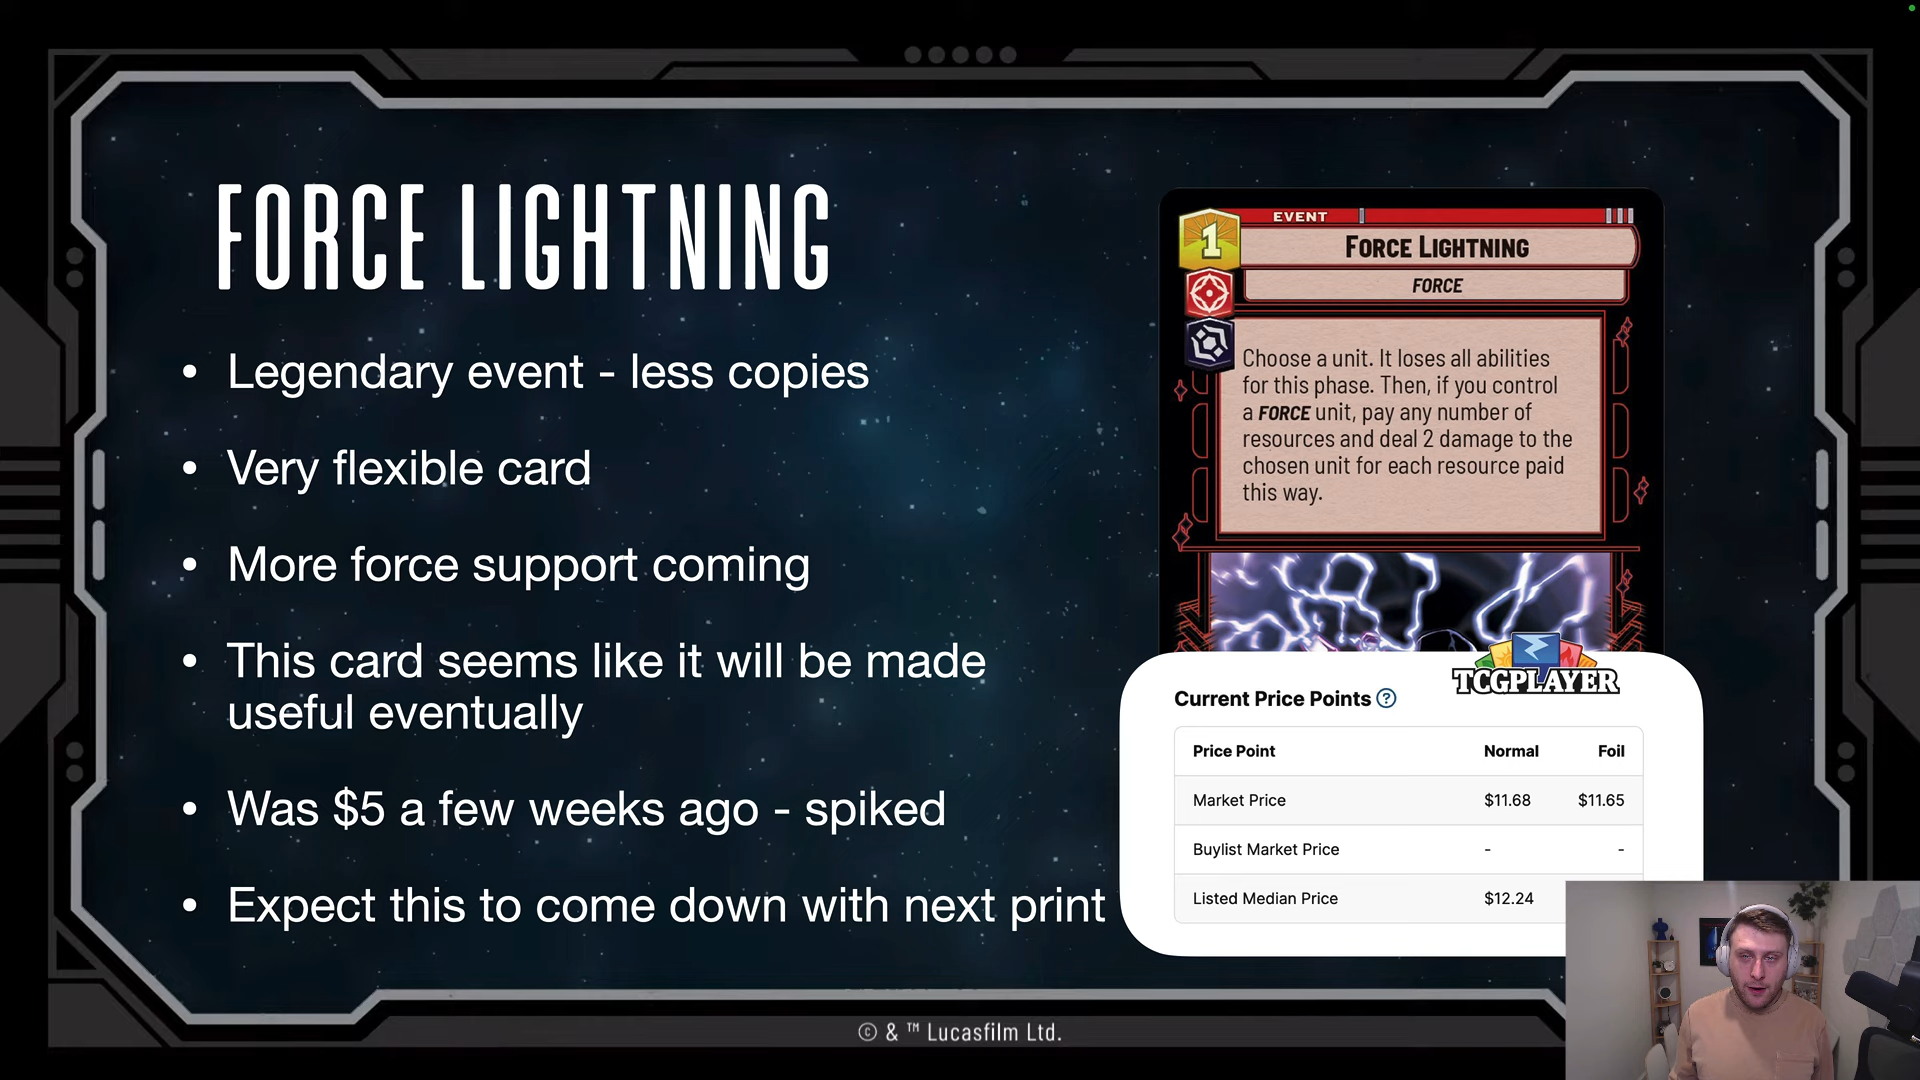 FORCE LIGHTNING
• Legendary event - less copies
• Very flexible card
• More force support coming
• This card seems like it will be made
useful eventually
• Was $5 a few weeks ago - spiked
• Expect this to come down with next print
EVENT
1
FORCE LIGHTNING
FORCE
Choose a unit. It loses all abilities
for this phase. Then, if you control
a FORCE unit, pay any number of
resources and deal 2 damage to the
chosen unit for each resource paid
this way.
TCGPLAYER
Current Price Points ?
Price Point Normal Foil
Market Price $11.68 $11.65
Buylist Market Price - -
Listed Median Price $12.24
© & ™ Lucasfilm Ltd.